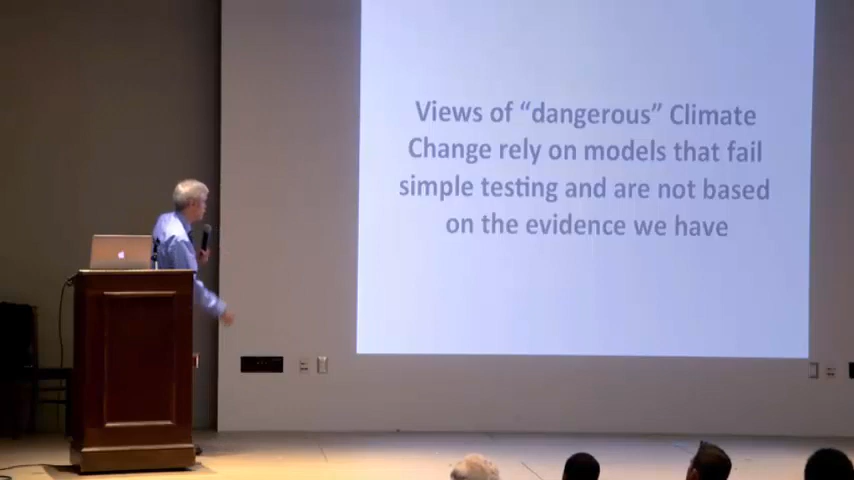 Views of “dangerous” Climate
Change rely on models that fail
simple testing and are not based
on the evidence we have